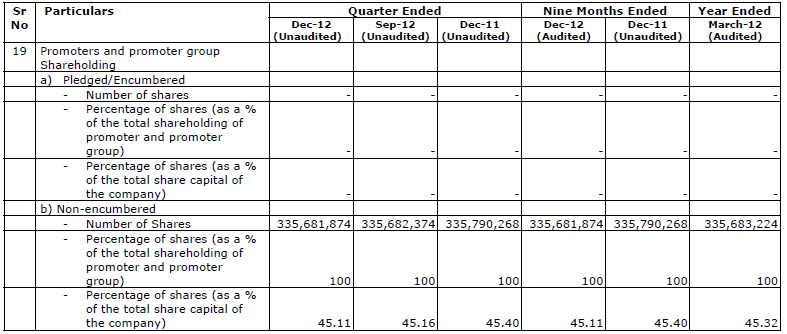 Sr No Particulars Quarter Ended Nine Months Ended Year Ended
Dec-12 (Unaudited) Sep-12 (Unaudited) Dec-11 (Unaudited) Dec-12 (Audited) Dec-11 (Unaudited) March-12 (Audited)
19 Promoters and promoter group
Shareholding
a) Pledged/Encumbered
- Number of shares - - - - - -
- Percentage of shares (as a %
of the total shareholding of
promoter and promoter
group) - - - - - -
- Percentage of shares (as a %
of the total share capital of
the company) - - - - - -
b) Non-encumbered
- Number of Shares 335,681,874 335,682,374 335,790,268 335,681,874 335,790,268 335,683,224
- Percentage of shares (as a %
of the total shareholding of
promoter and promoter
group) 100 100 100 100 100 100
- Percentage of shares (as a %
of the total share capital of
the company) 45.11 45.16 45.40 45.11 45.40 45.32